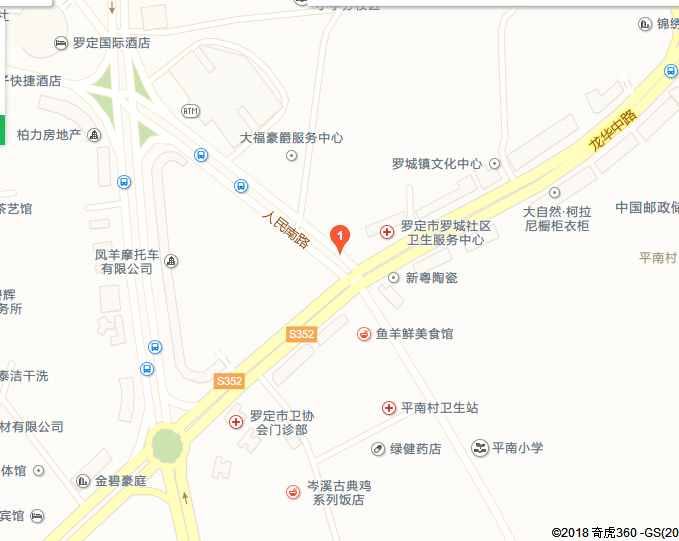 罗定国际酒店
锦绣
子快捷酒店
ATM
柏力房地产
大福豪爵服务中心
龙华中路
罗城镇文化中心
茶艺馆
大自然·柯拉
尼橱柜衣柜
中国邮政储
人民南路
1
罗定市罗城社区
卫生服务中心
凤羊摩托车
有限公司
平南村
新粤陶瓷
务所
S352
鱼羊鲜美食馆
泰洁干洗
S352
罗定市卫协
会门诊部
平南村卫生站
材有限公司
绿健药店
平南小学
体馆
金碧豪庭
岑溪古典鸡
系列饭店
宾馆
©2018 奇虎360 -GS(20